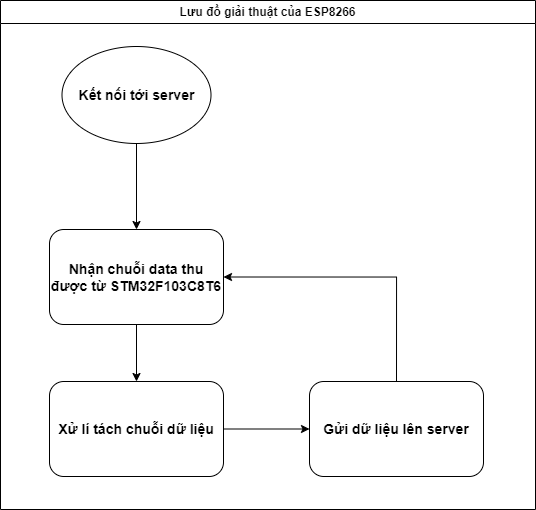 Lưu đồ giải thuật của ESP8266
Kết nối tới server
Nhận chuỗi data thu
được từ STM32F103C8T6
Xử lí tách chuỗi dữ liệu
Gửi dữ liệu lên server